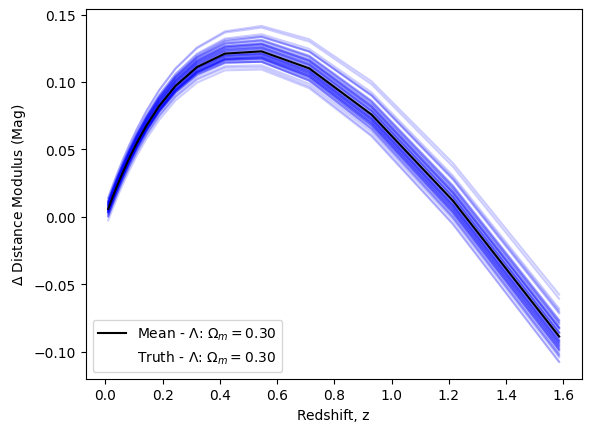 0.15
0.10
0.05
0.00
−0.05
−0.10
Δ Distance Modulus (Mag)
Mean - Λ: Ωₘ = 0.30
Truth - Λ: Ωₘ = 0.30
0.0 0.2 0.4 0.6 0.8 1.0 1.2 1.4 1.6
Redshift, z